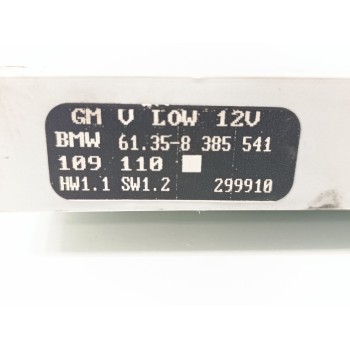 GM V LOW 12V
BMW 61.35-8 385 541
109 110
HW1.1 SW1.2 299910